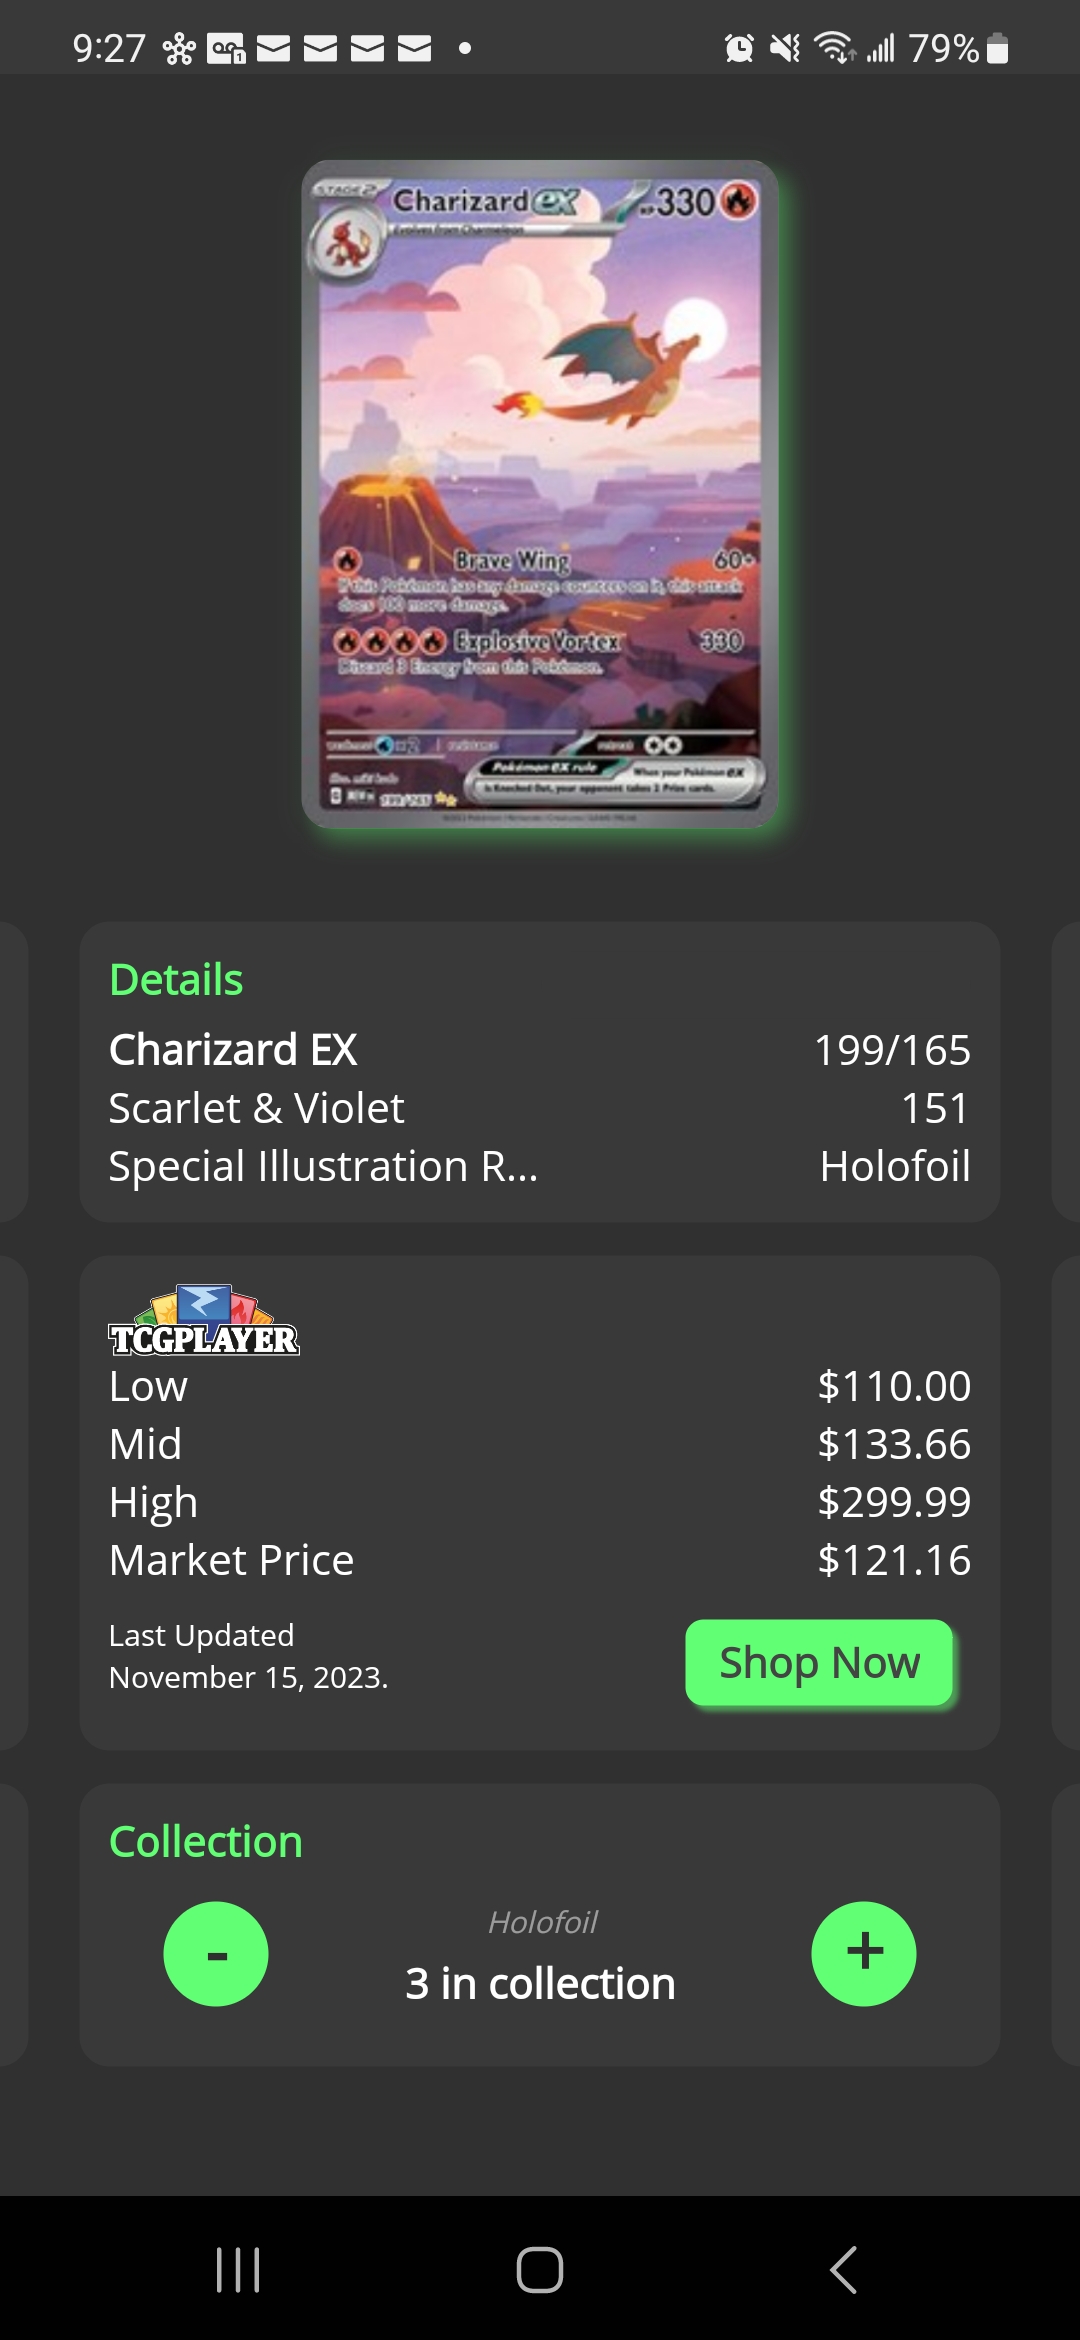 9:27
79%
STAGE 2
Charizard ex
HP 330
Evolves from Charmeleon
Brave Wing
60+
If this Pokémon has any damage counters on it, this attack
does 100 more damage.
Explosive Vortex
330
Discard 3 Energy from this Pokémon.
weakness ×2
resistance
retreat
Pokémon ex rule
When your Pokémon ex
is Knocked Out, your opponent takes 2 Prize cards.
199/165
Details
Charizard EX
199/165
Scarlet & Violet
151
Special Illustration R...
Holofoil
TCGPLAYER
Low
$110.00
Mid
$133.66
High
$299.99
Market Price
$121.16
Last Updated
November 15, 2023.
Shop Now
Collection
-
Holofoil
3 in collection
+